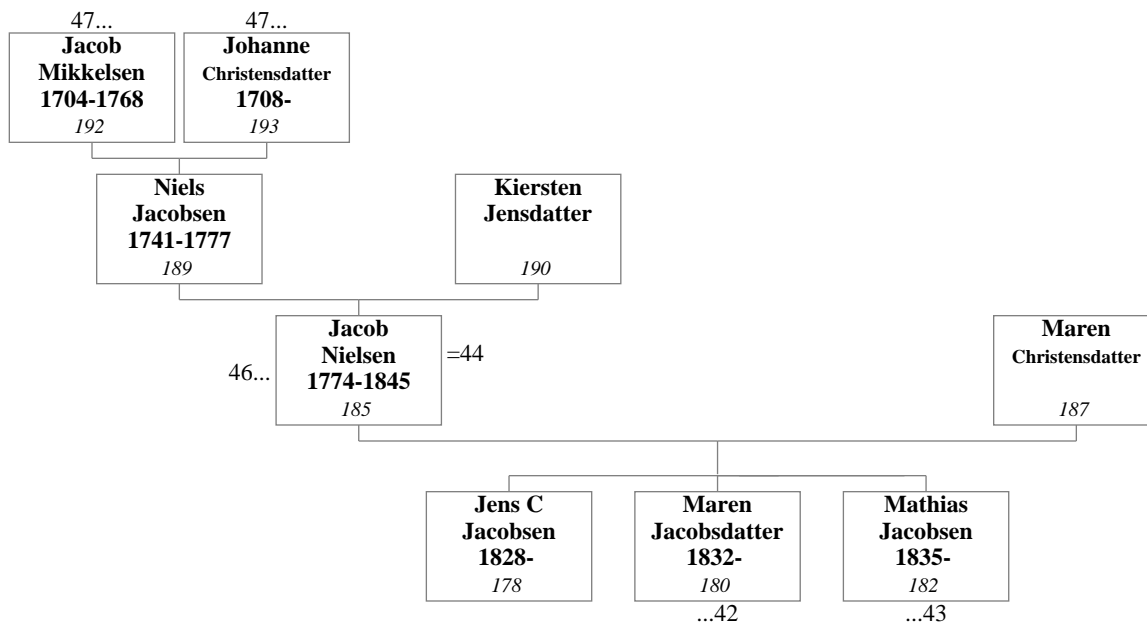 47...
Jacob
Mikkelsen
1704-1768
192
47...
Johanne
Christensdatter
1708-
193
Niels
Jacobsen
1741-1777
189
Kiersten
Jensdatter
190
46...
Jacob
Nielsen
1774-1845
185
=44
Maren
Christensdatter
187
Jens C
Jacobsen
1828-
178
Maren
Jacobsdatter
1832-
180
...42
Mathias
Jacobsen
1835-
182
...43